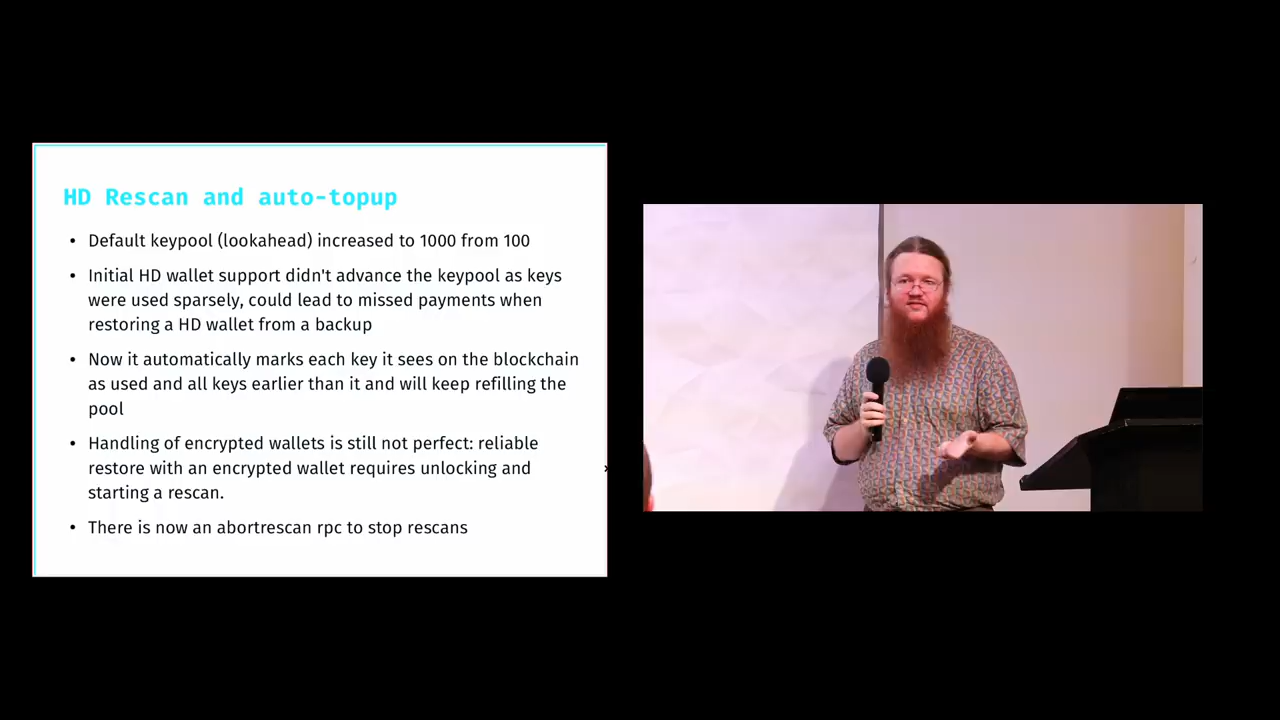 HD Rescan and auto-topup
• Default keypool (lookahead) increased to 1000 from 100
• Initial HD wallet support didn't advance the keypool as keys
were used sparsely, could lead to missed payments when
restoring a HD wallet from a backup
• Now it automatically marks each key it sees on the blockchain
as used and all keys earlier than it and will keep refilling the
pool
• Handling of encrypted wallets is still not perfect: reliable
restore with an encrypted wallet requires unlocking and
starting a rescan.
• There is now an abortrescan rpc to stop rescans